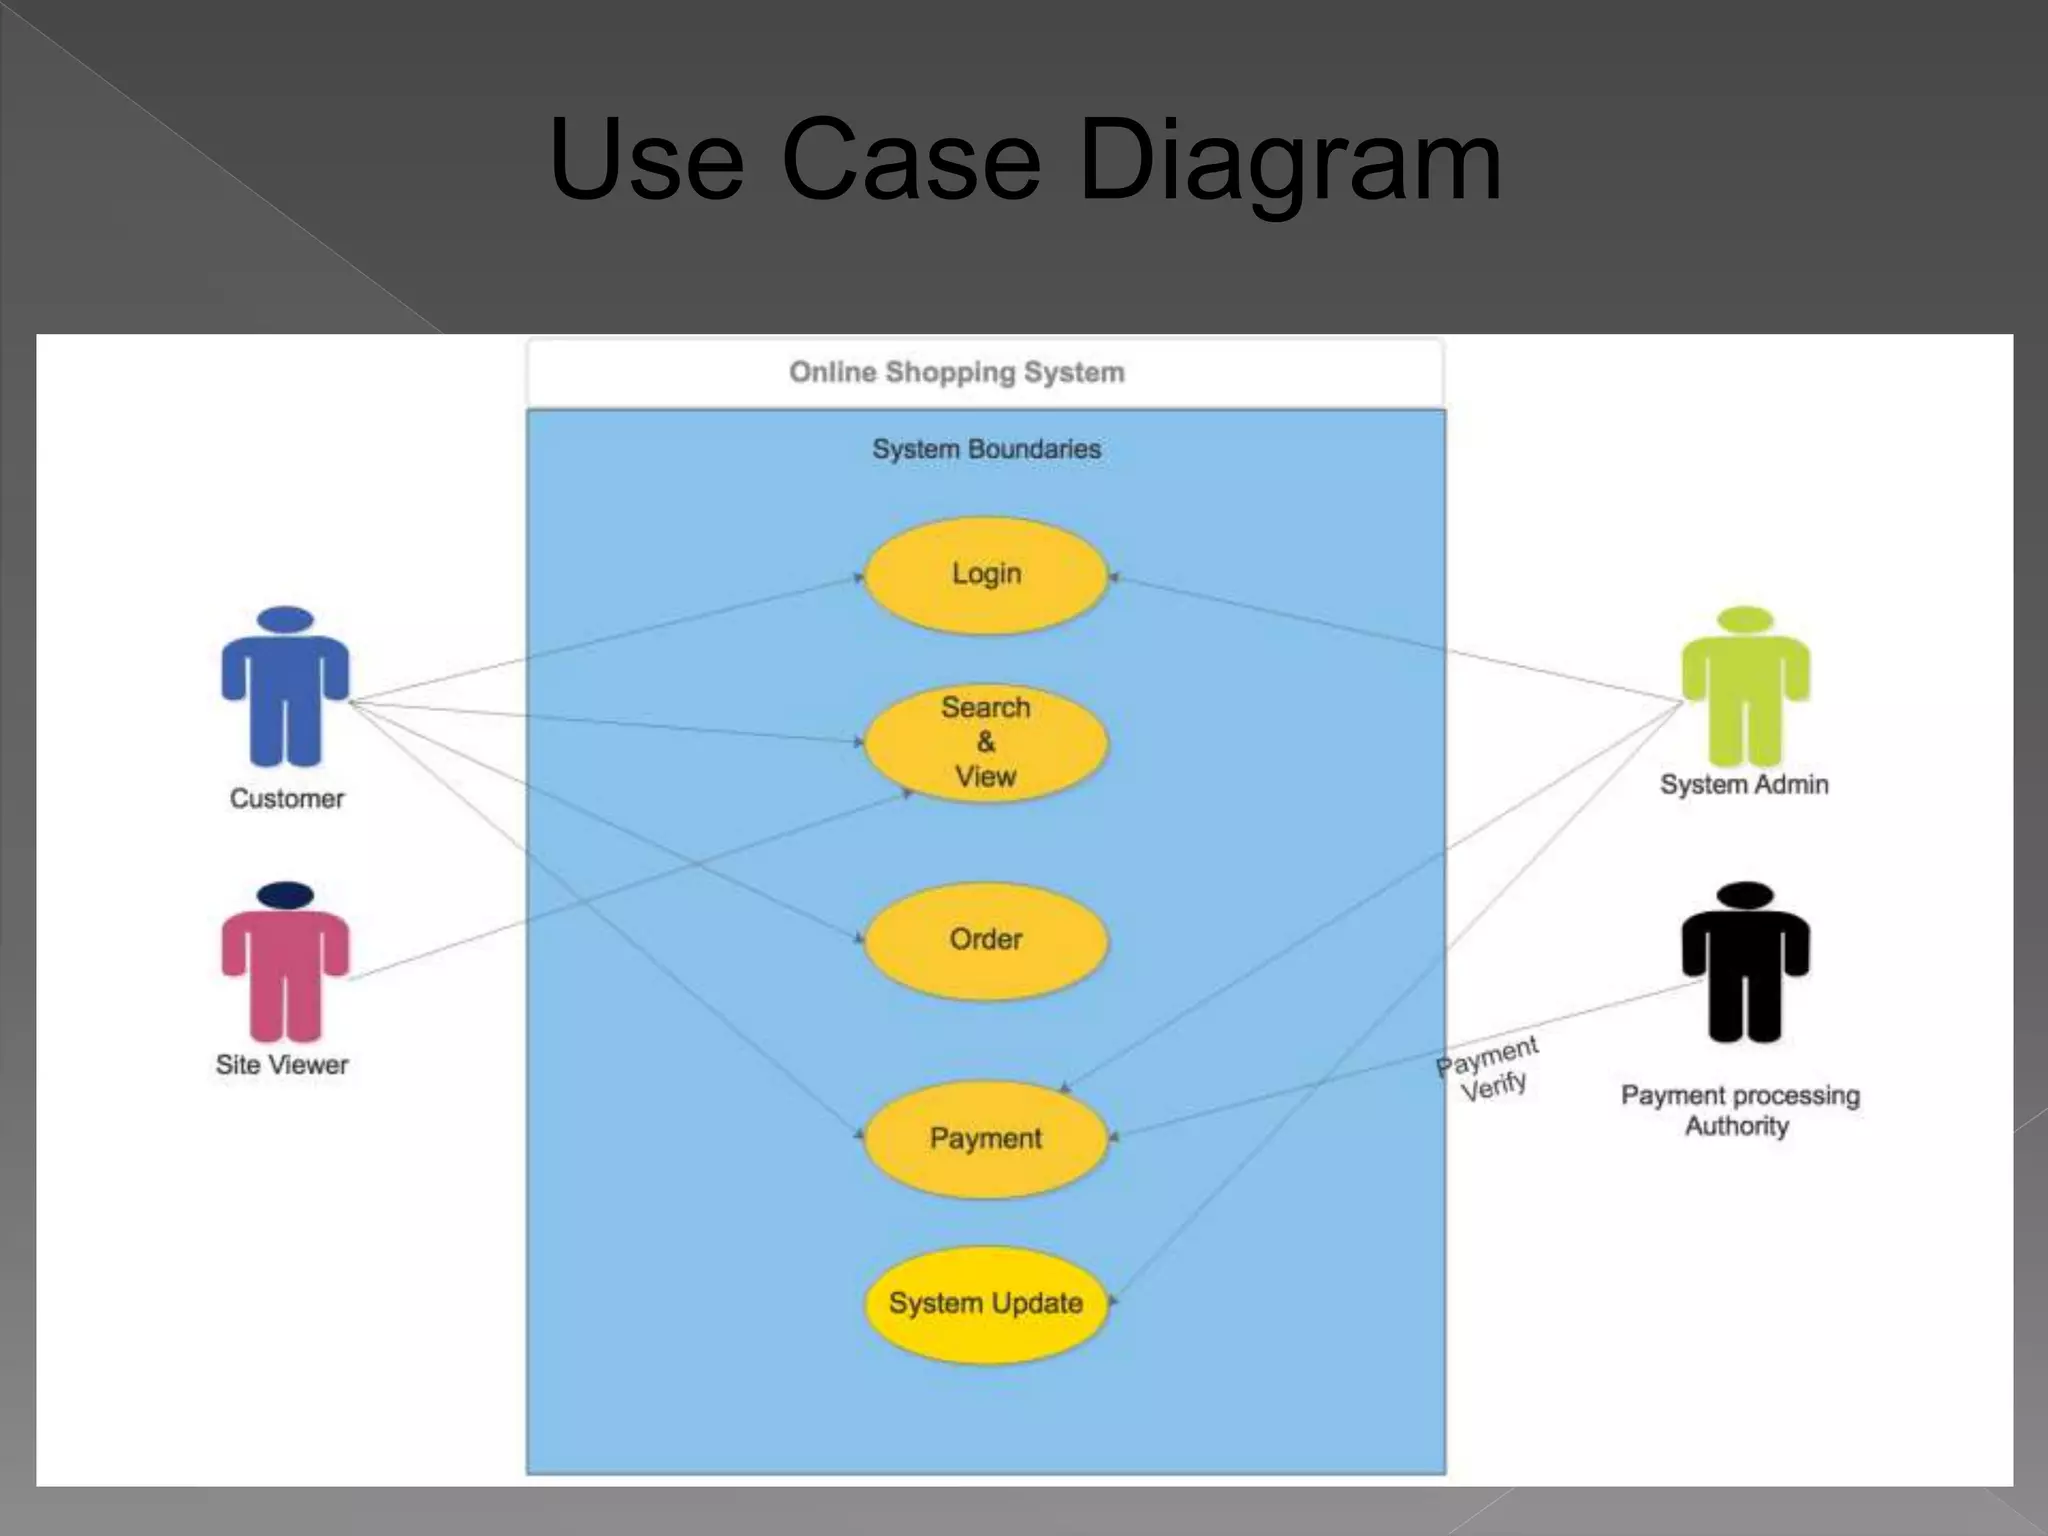 Use Case Diagram
Online Shopping System
System Boundaries
Login
Search
&
View
Customer
System Admin
Order
Site Viewer
Payment
Verify
Payment processing
Authority
Payment
System Update